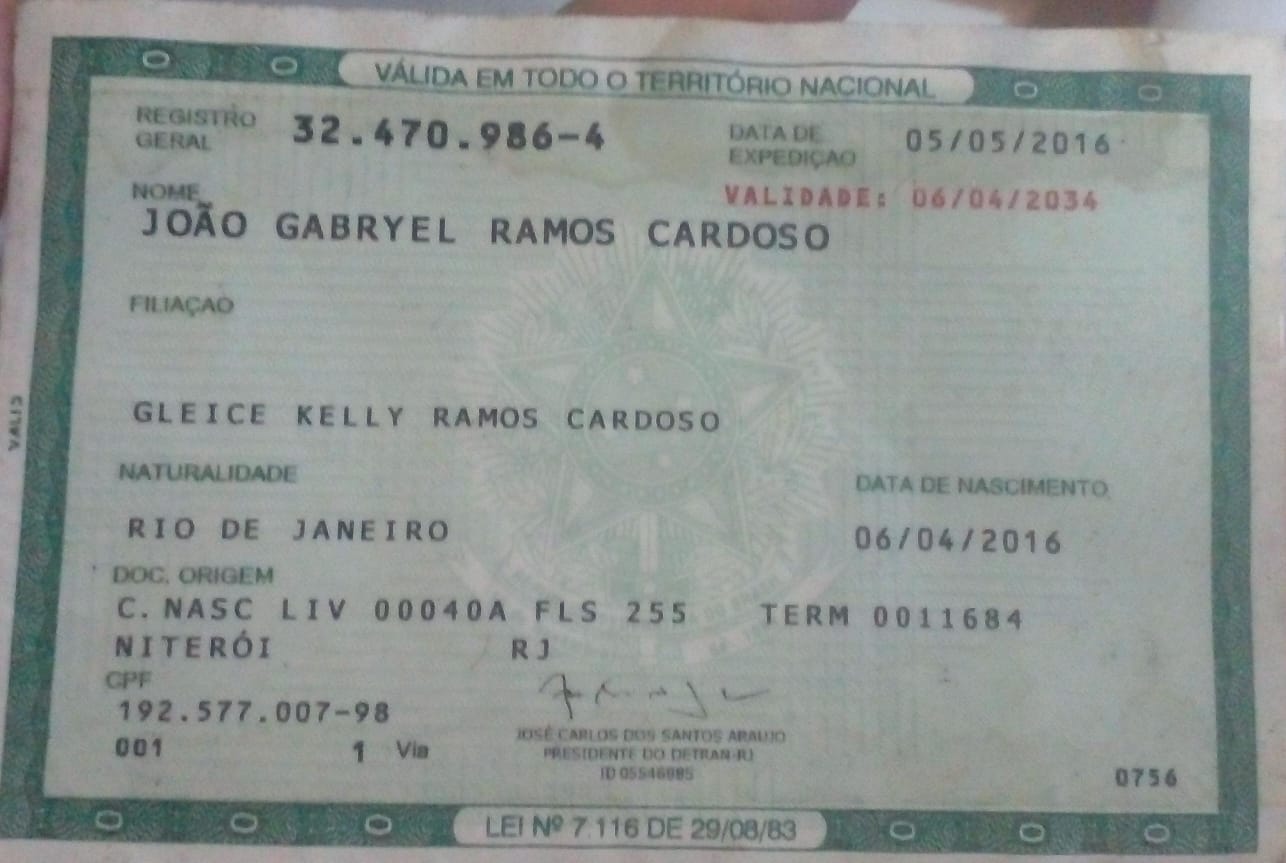 VÁLIDA EM TODO O TERRITÓRIO NACIONAL
REGISTRO GERAL 32.470.986-4 DATA DE EXPEDIÇÃO 05/05/2016
VALIDADE: 06/04/2034
NOME
JOÃO GABRYEL RAMOS CARDOSO
FILIAÇÃO
GLEICE KELLY RAMOS CARDOSO
NATURALIDADE DATA DE NASCIMENTO
RIO DE JANEIRO 06/04/2016
DOC. ORIGEM
C. NASC LIV 00040A FLS 255 TERM 0011684
NITERÓI RJ
CPF
192.577.007-98
001 1 Via
JOSÉ CARLOS DOS SANTOS ARAUJO
PRESIDENTE DO DETRAN-RJ
0756
LEI Nº 7.116 DE 29/08/83